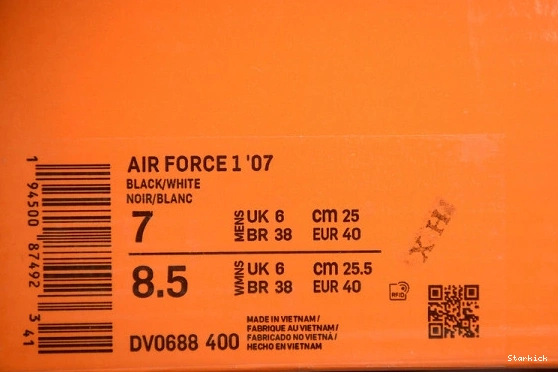 AIR FORCE 1 '07
BLACK/WHITE
NOIR/BLANC
7 MENS UK 6 cm 25
BR 38 EUR 40
8.5 WMNS UK 6 cm 25.5
BR 38 EUR 40
DV0688 400
MADE IN VIETNAM /
FABRIQUE AU VIETNAM /
FABRICADO NO VIETNÃ /
HECHO EN VIETNAM
RFID
XH
1 94500 87492 341
Starkick